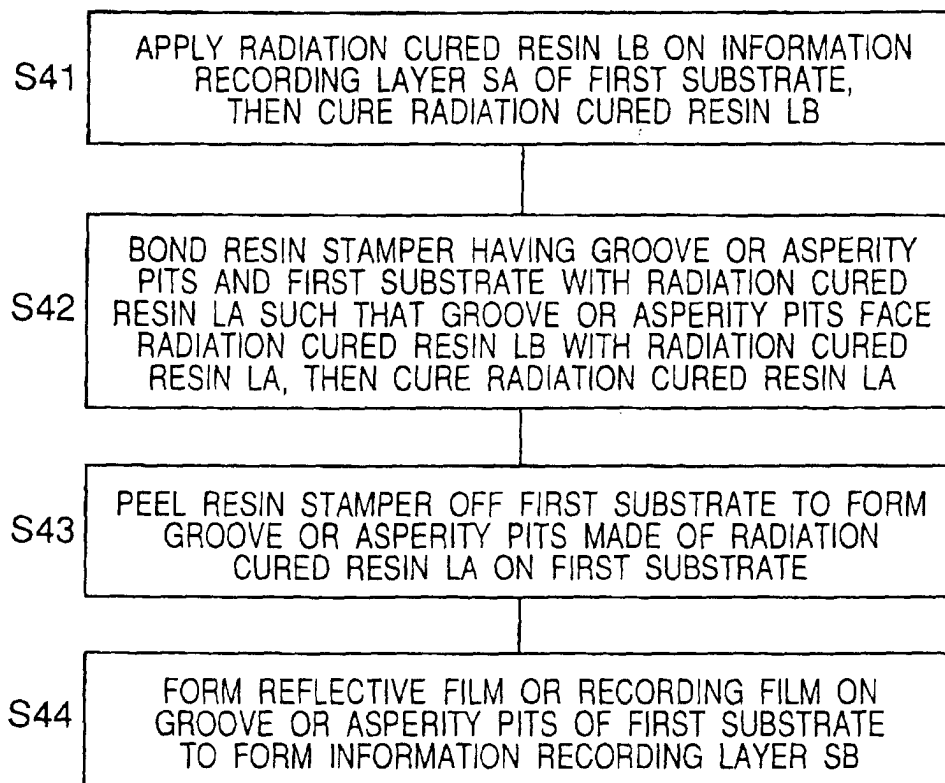 S41
APPLY RADIATION CURED RESIN LB ON INFORMATION
RECORDING LAYER SA OF FIRST SUBSTRATE,
THEN CURE RADIATION CURED RESIN LB
S42
BOND RESIN STAMPER HAVING GROOVE OR ASPERITY
PITS AND FIRST SUBSTRATE WITH RADIATION CURED
RESIN LA SUCH THAT GROOVE OR ASPERITY PITS FACE
RADIATION CURED RESIN LB WITH RADIATION CURED
RESIN LA, THEN CURE RADIATION CURED RESIN LA
S43
PEEL RESIN STAMPER OFF FIRST SUBSTRATE TO FORM
GROOVE OR ASPERITY PITS MADE OF RADIATION
CURED RESIN LA ON FIRST SUBSTRATE
S44
FORM REFLECTIVE FILM OR RECORDING FILM ON
GROOVE OR ASPERITY PITS OF FIRST SUBSTRATE
TO FORM INFORMATION RECORDING LAYER SB